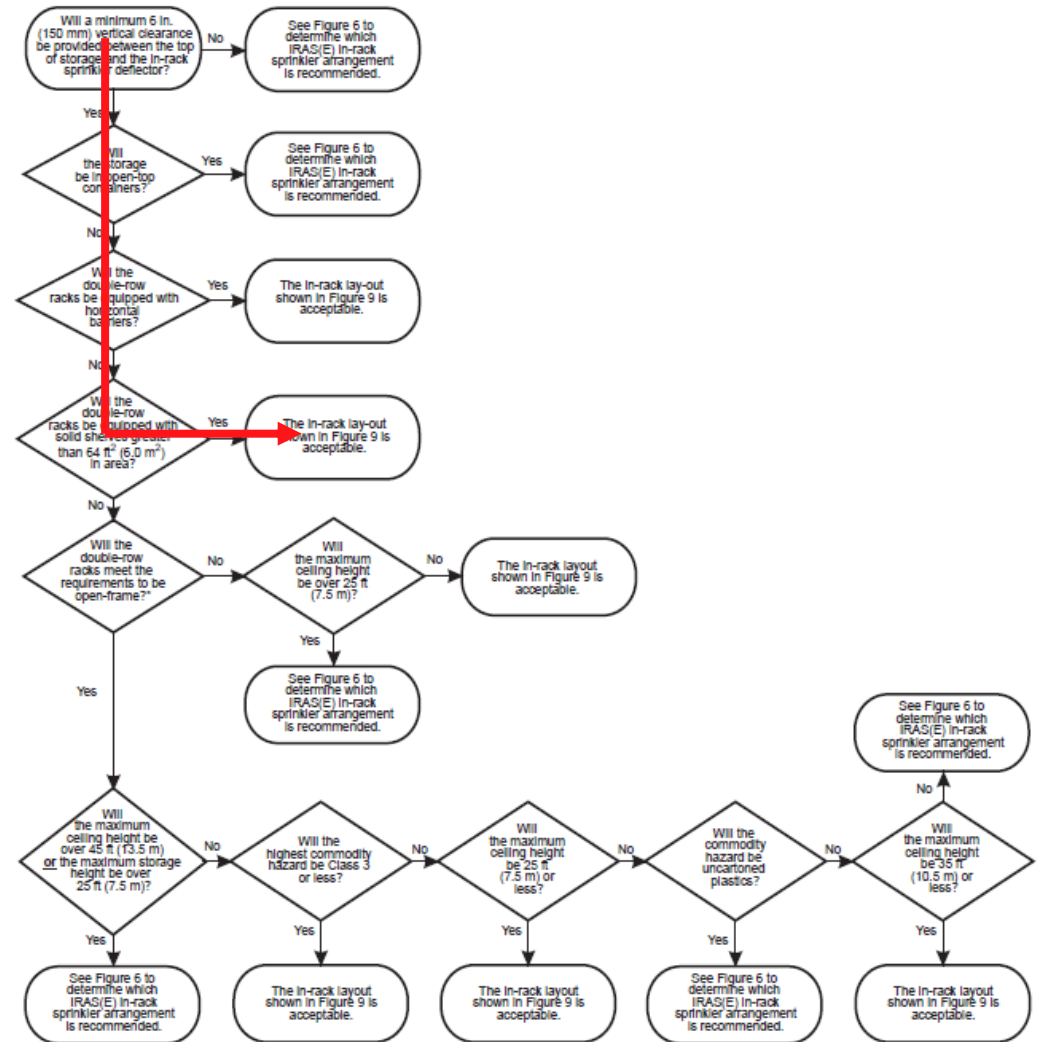 Will a minimum 6 in.
(150 mm) vertical clearance
be provided between the top
of storage and the in-rack
sprinkler deflector?
No
See Figure 6 to
determine which
IRAS(E) in-rack
sprinkler arrangement
is recommended.
Yes
Will
the storage
be in open-top
containers?
Yes
See Figure 6 to
determine which
IRAS(E) in-rack
sprinkler arrangement
is recommended.
No
Will the
double-row
racks be equipped with
horizontal
barriers?
Yes
The in-rack lay-out
shown in Figure 9 is
acceptable.
No
Will the
double-row
racks be equipped with
solid shelves greater
than 64 ft² (6.0 m²)
in area?
Yes
The in-rack lay-out
shown in Figure 9 is
acceptable.
No
Will the
double-row
racks meet the
requirements to be
open-frame?*
No
Will
the maximum
ceiling height
be over 25 ft
(7.5 m)?
No
The in-rack layout
shown in Figure 9 is
acceptable.
Yes
See Figure 6 to
determine which
IRAS(E) in-rack
sprinkler arrangement
is recommended.
Yes
Will
the maximum
ceiling height be
over 45 ft (13.5 m)
or the maximum storage
height be over
25 ft (7.5 m)?
No
Will the
highest commodity
hazard be Class 3
or less?
No
Will
the maximum
ceiling height
be 25 ft
(7.5 m) or
less?
No
Will the
commodity
hazard be
uncartoned
plastics?
No
Will
the maximum
ceiling height
be 35 ft
(10.5 m) or
less?
No
See Figure 6 to
determine which
IRAS(E) in-rack
sprinkler arrangement
is recommended.
Yes
See Figure 6 to
determine which
IRAS(E) in-rack
sprinkler arrangement
is recommended.
Yes
The in-rack layout
shown in Figure 9 is
acceptable.
Yes
The in-rack layout
shown in Figure 9 is
acceptable.
Yes
See Figure 6 to
determine which
IRAS(E) in-rack
sprinkler arrangement
is recommended.
Yes
The in-rack layout
shown in Figure 9 is
acceptable.